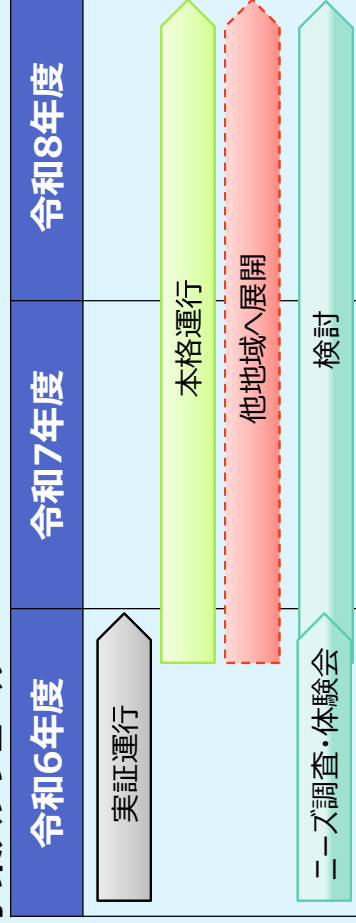 令和6年度
令和7年度
令和8年度
実証運行
本格運行
他地域へ展開
ニーズ調査・体験会
検討